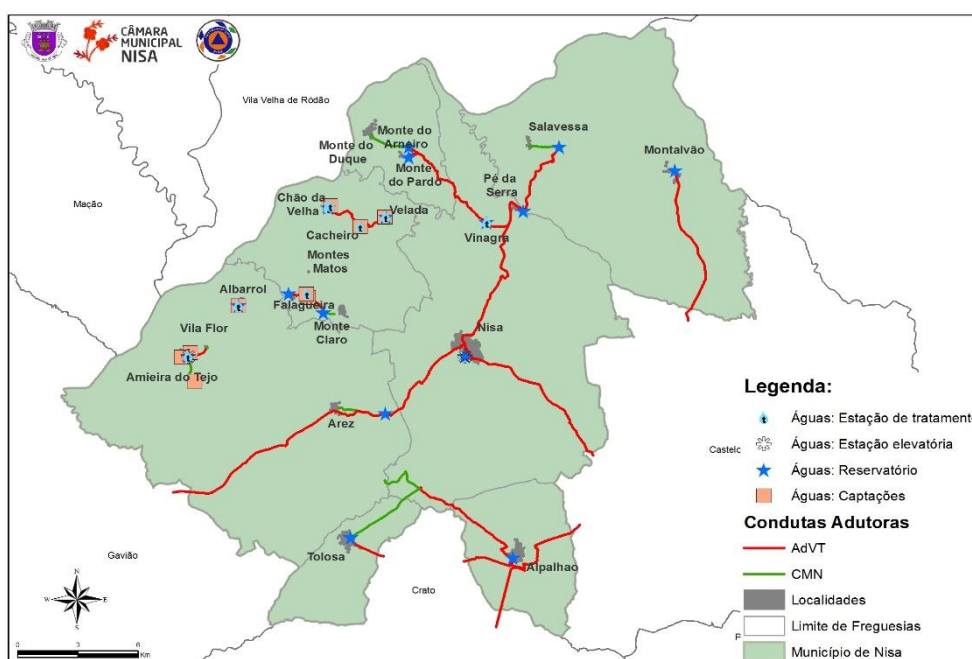 CÂMARA
MUNICIPAL
NISA
Vila Velha de Ródão
Mação
Monte do
Arneiro
Monte do
Duque
Monte
do Pardo
Salavessa
Montalvão
Pé da
Serra
Chão da
Velha
Velada
Vinagra
Cacheiro
Montes
Matos
Albarrol
Falagueira
Monte
Claro
Vila Flor
Nisa
Amieira do Tejo
Arez
Tolosa
Alpalhao
Gavião
Crato
Castelo
P
Legenda:
Águas: Estação de tratamento
Águas: Estação elevatória
Águas: Reservatório
Águas: Captações
Condutas Adutoras
AdVT
CMN
Localidades
Limite de Freguesias
Município de Nisa
N
W
E
S
0 3 6
Km